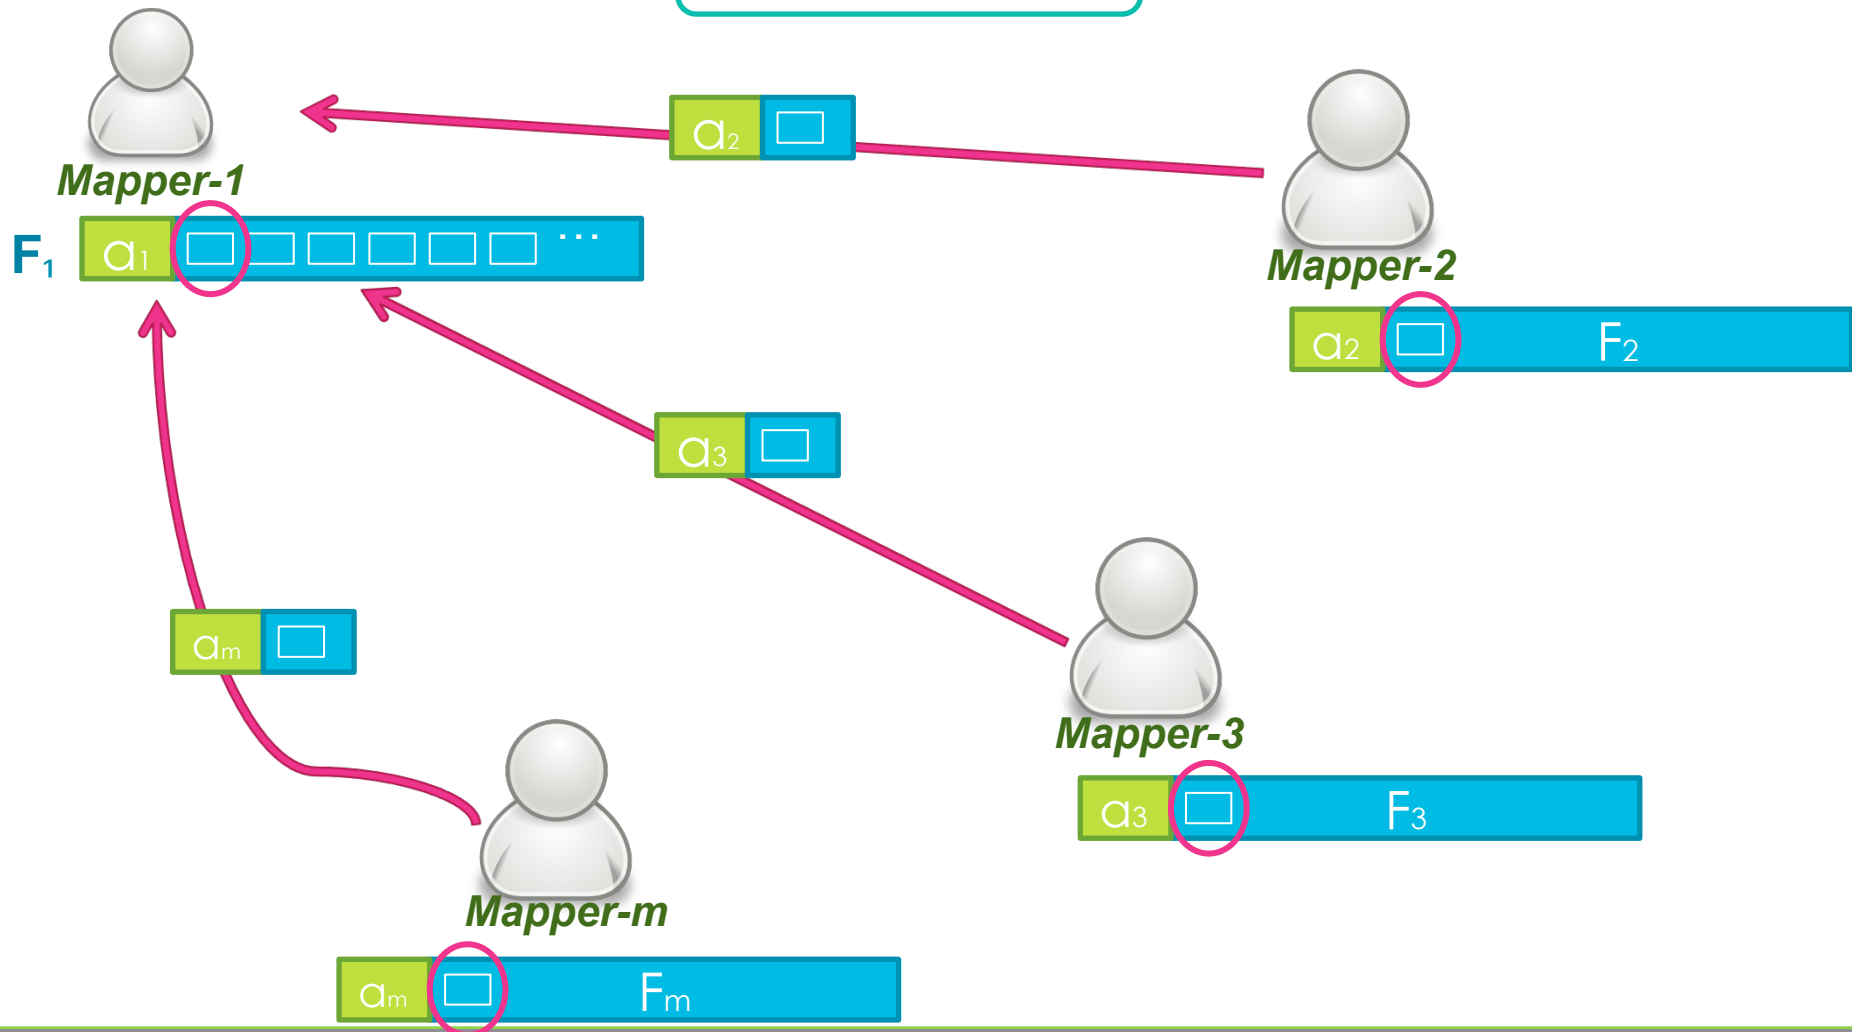 a₂
Mapper-1
F₁ a₁ ...
Mapper-2
a₂ F₂
a₃
aₘ
Mapper-3
a₃ F₃
Mapper-m
aₘ Fₘ